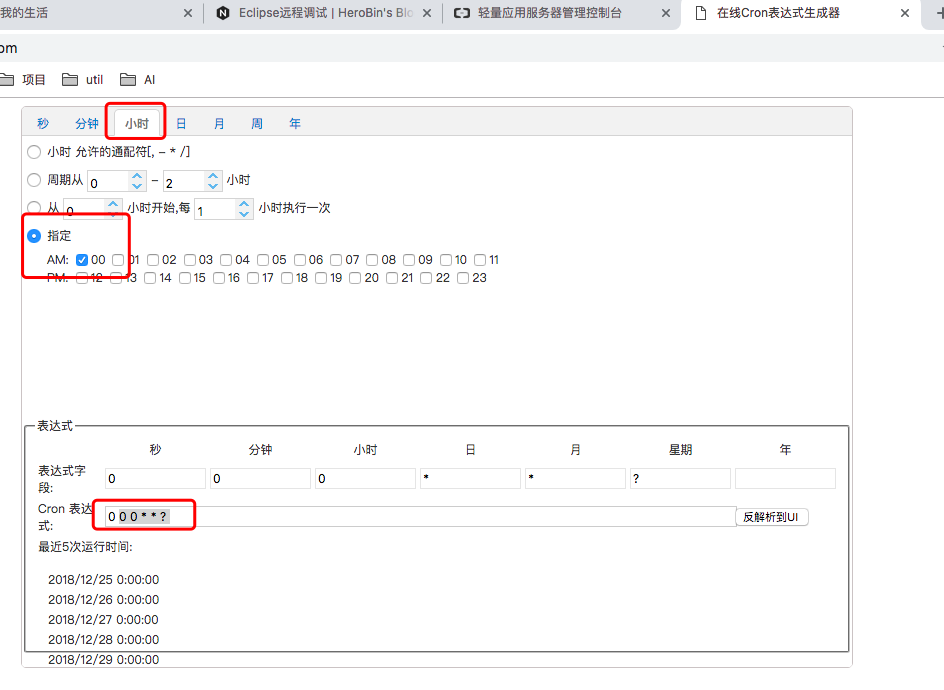 我的生活 × Eclipse远程调试 | HeroBin's Blo × 轻量应用服务器管理控制台 × 在线Cron表达式生成器 ×
om
项目 util AI
秒 分钟 小时 日 月 周 年
小时 允许的通配符[, – * /]
周期从 0 – 2 小时
从 0 小时开始,每 1 小时执行一次
指定
AM: 00 01 02 03 04 05 06 07 08 09 10 11
PM: 12 13 14 15 16 17 18 19 20 21 22 23
表达式
秒 分钟 小时 日 月 星期 年
表达式字段: 0 0 0 * * ?
Cron 表达式: 0 0 0 * * ? 反解析到UI
最近5次运行时间:
2018/12/25 0:00:00
2018/12/26 0:00:00
2018/12/27 0:00:00
2018/12/28 0:00:00
2018/12/29 0:00:00